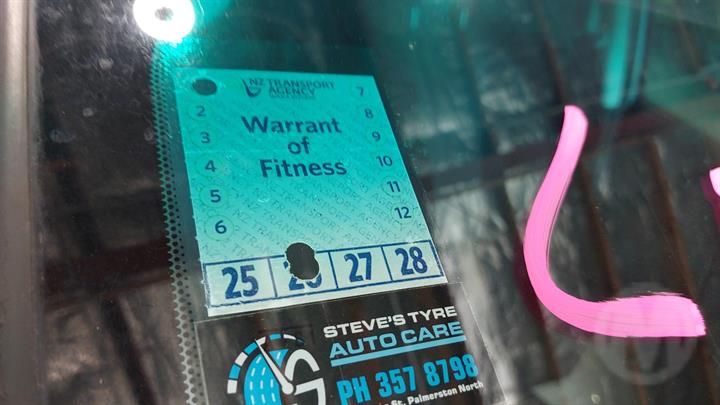 NZ TRANSPORT
AGENCY
7
2
8
3
9
4
10
5
11
6
12
Warrant
of
Fitness
25 27 28
STEVE'S TYRE
AUTO CARE
PH 357 8798
St, Palmerston North